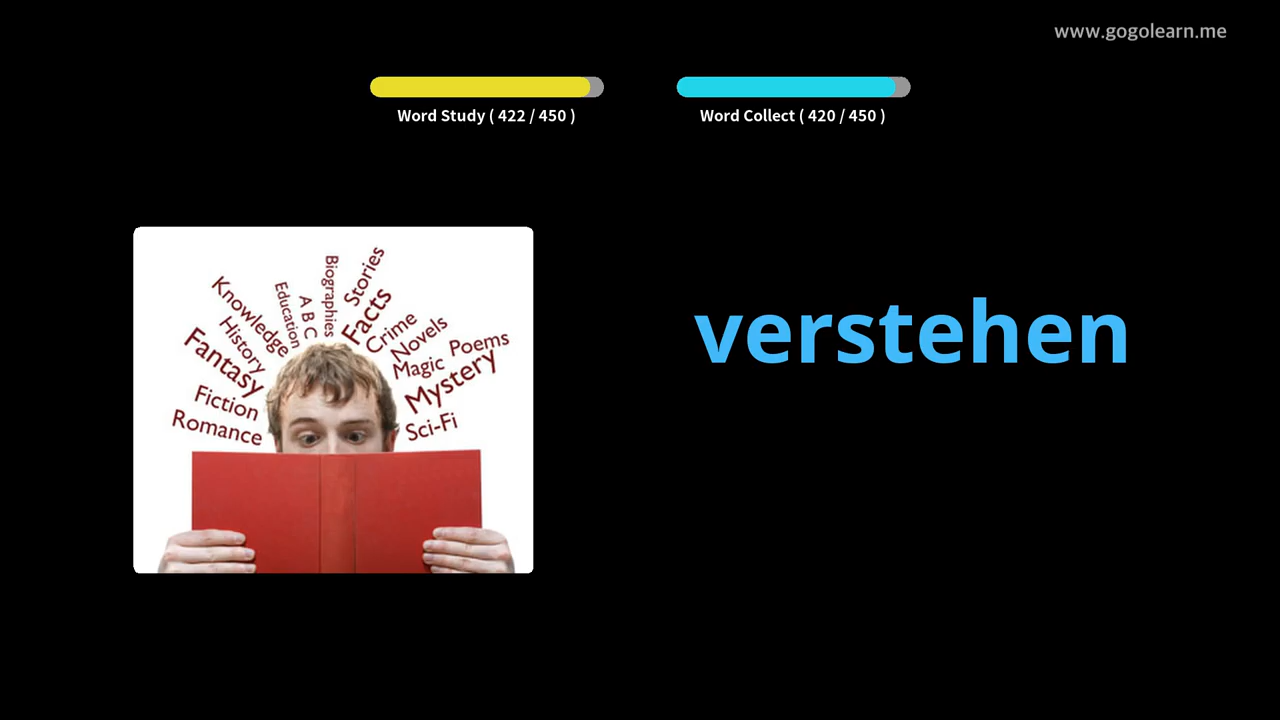 www.gogolearn.me
Word Study ( 422 / 450 )
Word Collect ( 420 / 450 )
verstehen
Biographies
Stories
Education
A B C
Facts
Knowledge
Crime
History
Novels
Poems
Fantasy
Magic
Mystery
Fiction
Romance
Sci-Fi